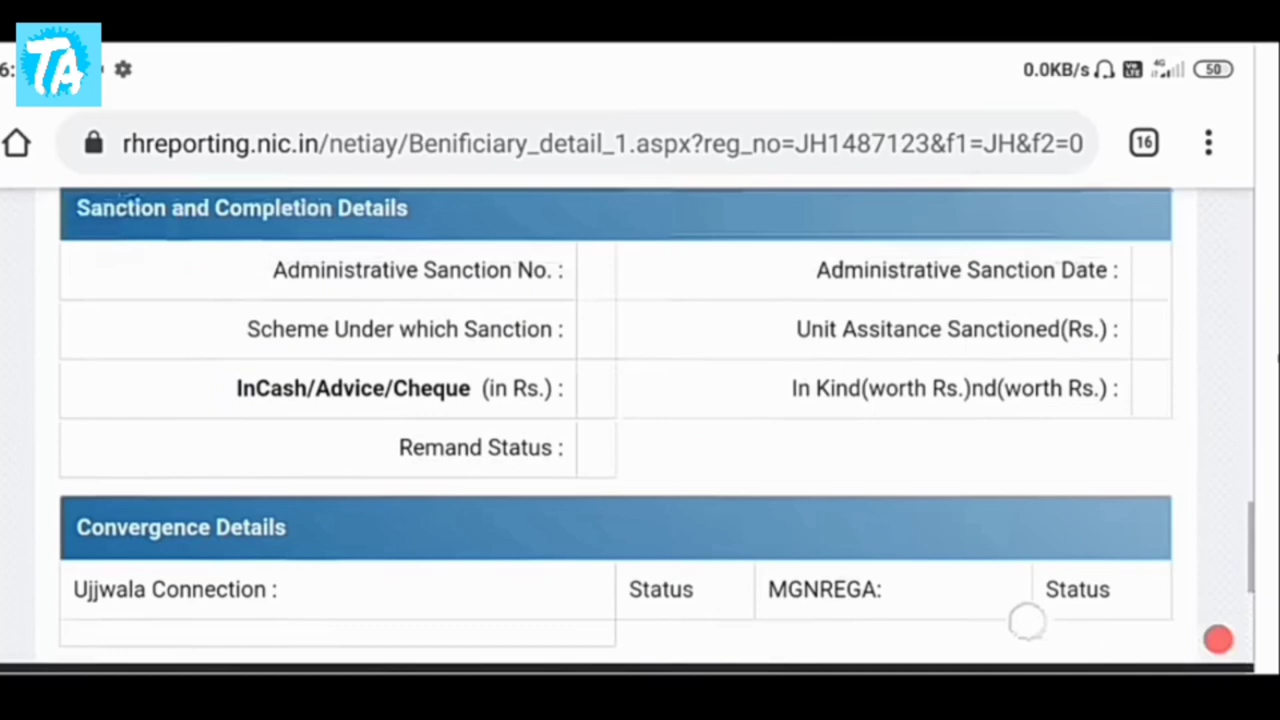 TA
6:
0.0KB/s 4G 50
rhreporting.nic.in/netiay/Benificiary_detail_1.aspx?reg_no=JH1487123&f1=JH&f2=0
16
Sanction and Completion Details
Administrative Sanction No. : Administrative Sanction Date :
Scheme Under which Sanction : Unit Assitance Sanctioned(Rs.) :
InCash/Advice/Cheque (in Rs.) : In Kind(worth Rs.)nd(worth Rs.) :
Remand Status :
Convergence Details
Ujjwala Connection : Status MGNREGA: Status